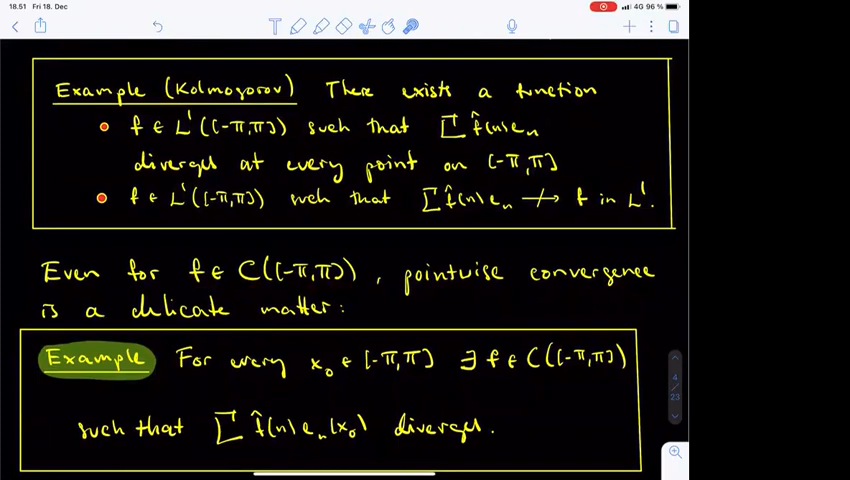 18.51 Fri 18. Dec
4G 96 %
Example (Kolmogorov) There exists a function
• f ∈ L¹([-π,π]) such that ∑ f̂(n)eₙ
diverges at every point on [-π,π]
• f ∈ L¹([-π,π]) such that ∑ f̂(n)eₙ ↛ f in L¹.
Even for f ∈ C([-π,π]), pointwise convergence
is a delicate matter:
Example For every x₀ ∈ [-π,π] ∃ f ∈ C([-π,π])
such that ∑ f̂(n)eₙ(x₀) diverges.
4
23